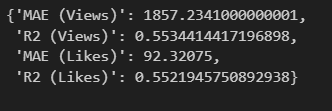 {'MAE (Views)': 1857.2341000000001,
'R2 (Views)': 0.5534414417196898,
'MAE (Likes)': 92.32075,
'R2 (Likes)': 0.5521945750892938}